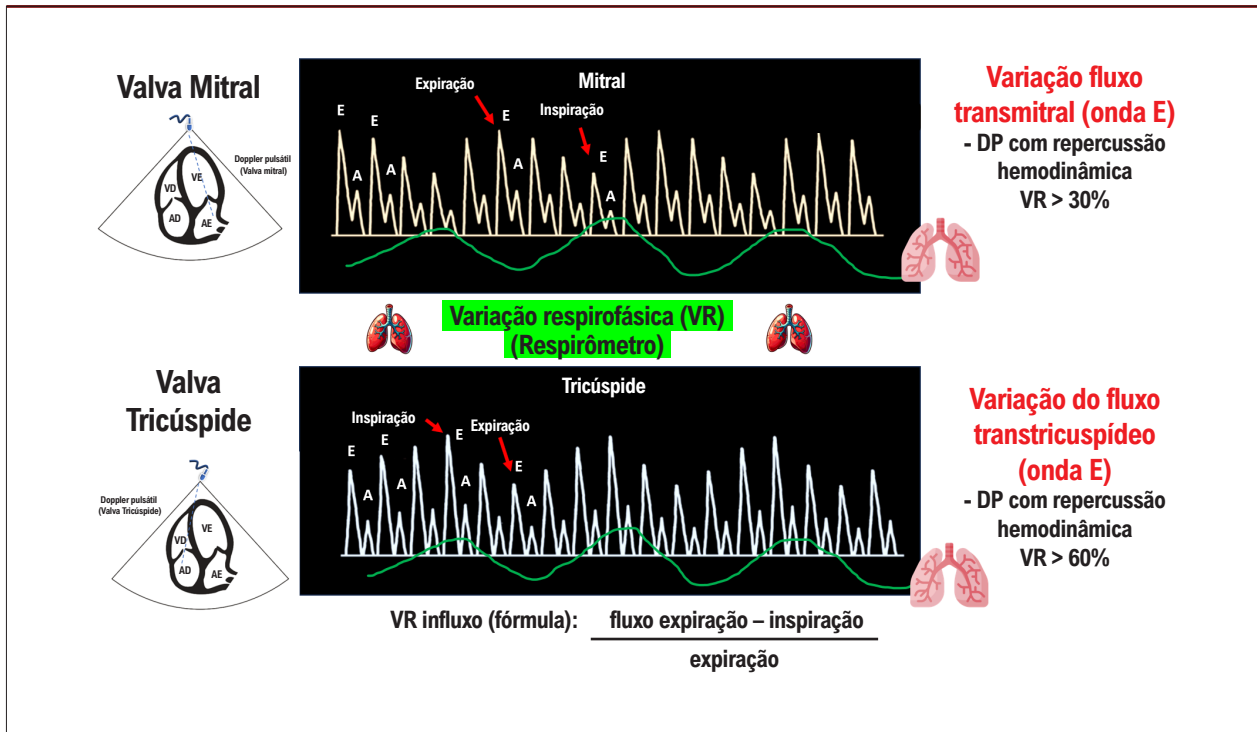 Valva Mitral
Doppler pulsátil
(Valva mitral)
VD
VE
AD
AE
Mitral
Expiração
Inspiração
E
E
E
E
A
A
A
A
Variação fluxo
transmitral (onda E)
- DP com repercussão
hemodinâmica
VR > 30%
Variação respirofásica (VR)
(Respirômetro)
Valva
Tricúspide
Doppler pulsátil
(Valva Tricúspide)
VD
VE
AD
AE
Tricúspide
Inspiração
Expiração
E
E
E
E
A
A
A
A
Variação do fluxo
transtricuspídeo
(onda E)
- DP com repercussão
hemodinâmica
VR > 60%
VR influxo (fórmula):
fluxo expiração – inspiração
expiração